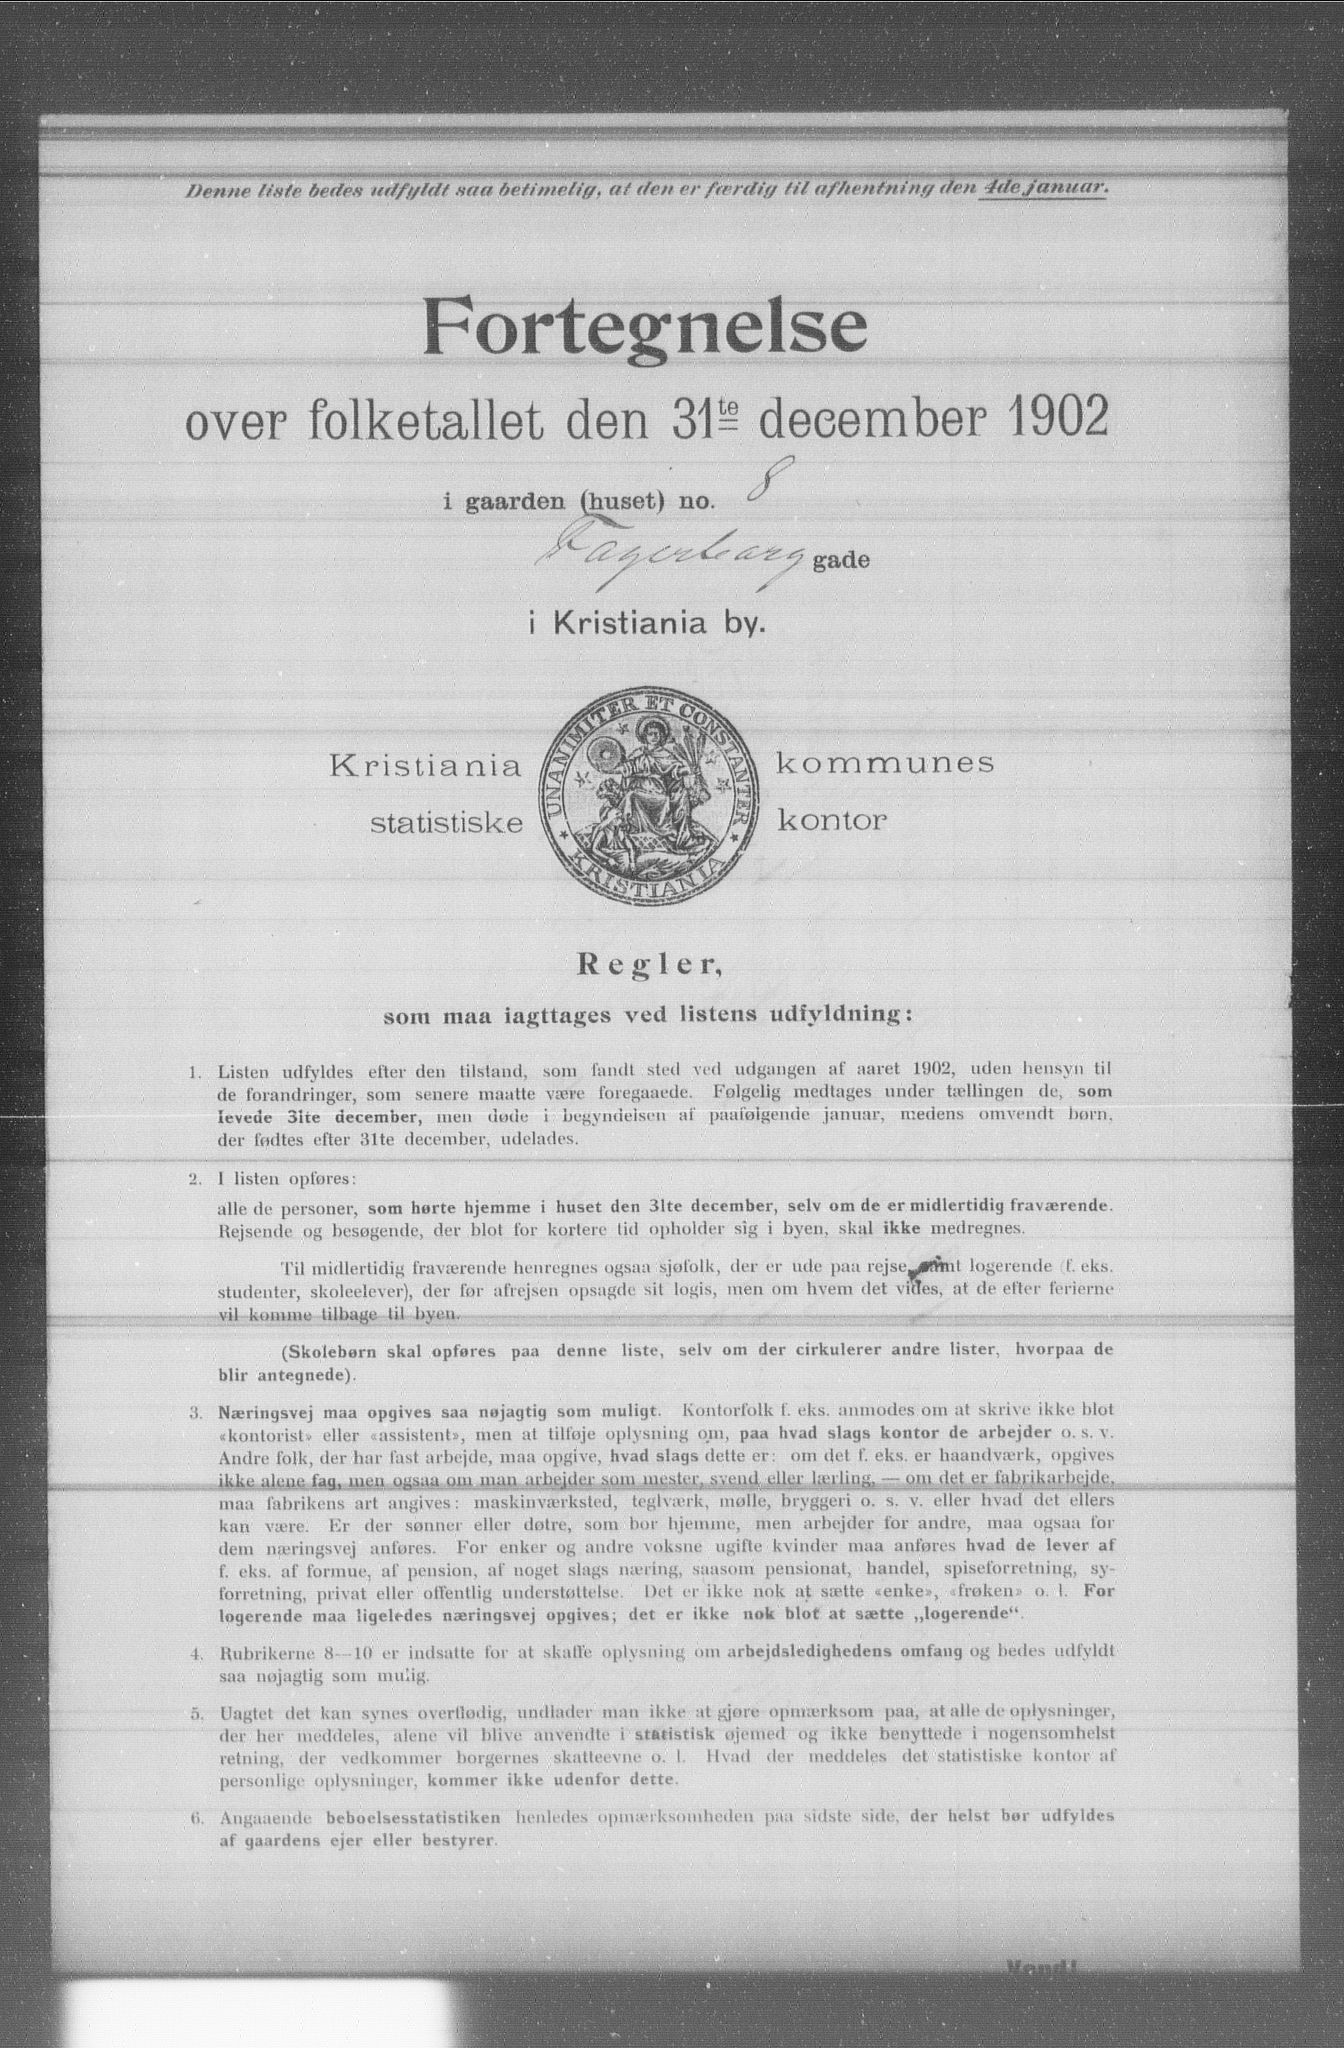 Denne liste bedes udfyldt saa betimelig, at den er færdig til afhentning den 4de januar.
Fortegnelse
over folketallet den 31te december 1902
i gaarden (huset) no. 8
Fagerborg gade
i Kristiania by.
Kristiania kommunes
statistiske kontor
UNANIMITER ET CONSTANTER
KRISTIANIA
Regler,
som maa iagttages ved listens udfyldning:
1. Listen udfyldes efter den tilstand, som fandt sted ved udgangen af aaret 1902, uden hensyn til
de forandringer, som senere maatte være foregaaede. Følgelig medtages under tællingen de, som
levede 31te december, men døde i begyndelsen af paafølgende januar, medens omvendt børn,
der fødtes efter 31te december, udelades.
2. I listen opføres:
alle de personer, som hørte hjemme i huset den 31te december, selv om de er midlertidig fraværende.
Rejsende og besøgende, der blot for kortere tid opholder sig i byen, skal ikke medregnes.
Til midlertidig fraværende henregnes ogsaa sjøfolk, der er ude paa rejse, samt logerende (f. eks.
studenter, skoleelever), der før afrejsen opsagde sit logis, men om hvem det vides, at de efter ferierne
vil komme tilbage til byen.
(Skolebørn skal opføres paa denne liste, selv om der cirkulerer andre lister, hvorpaa de
blir antegnede).
3. Næringsvej maa opgives saa nøjagtig som muligt. Kontorfolk f. eks. anmodes om at skrive ikke blot
«kontorist» eller «assistent», men at tilføje oplysning om, paa hvad slags kontor de arbejder o. s. v.
Andre folk, der har fast arbejde, maa opgive, hvad slags dette er: om det f. eks. er haandværk, opgives
ikke alene fag, men ogsaa om man arbejder som mester, svend eller lærling, — om det er fabrikarbejde,
maa fabrikens art angives: maskinværksted, teglværk, mølle, bryggeri o. s. v. eller hvad det ellers
kan være. Er der sønner eller døtre, som bor hjemme, men arbejder for andre, maa ogsaa for
dem næringsvej anføres. For enker og andre voksne ugifte kvinder maa anføres hvad de lever af
f. eks. af formue, af pension, af noget slags næring, saasom pensionat, handel, spiseforretning, sy-
forretning, privat eller offentlig understøttelse. Det er ikke nok at sætte «enke», «frøken» o. l. For
logerende maa ligeledes næringsvej opgives; det er ikke nok blot at sætte „logerende“.
4. Rubrikerne 8—10 er indsatte for at skaffe oplysning om arbejdsledighedens omfang og bedes udfyldt
saa nøjagtig som mulig.
5. Uagtet det kan synes overflødig, undlader man ikke at gjøre opmærksom paa, at alle de oplysninger,
der her meddeles, alene vil blive anvendte i statistisk øjemed og ikke benyttede i nogensomhelst
retning, der vedkommer borgernes skatteevne o. l. Hvad der meddeles det statistiske kontor af
personlige oplysninger, kommer ikke udenfor dette.
6. Angaaende beboelsesstatistiken henledes opmærksomheden paa sidste side, der helst bør udfyldes
af gaardens ejer eller bestyrer.
Vend!